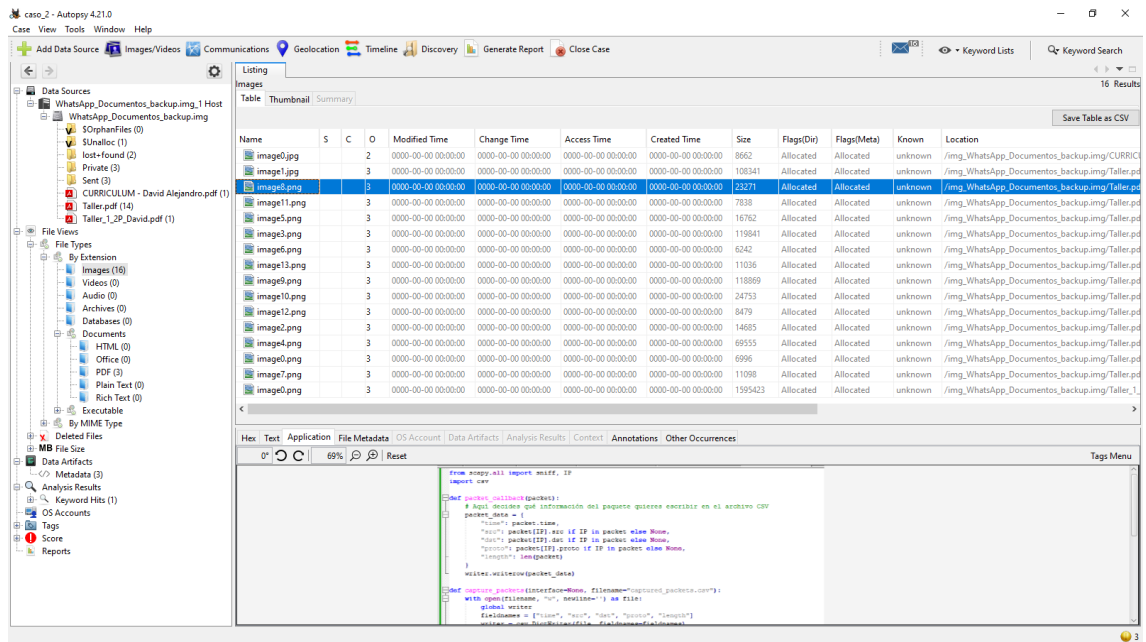 caso_2 - Autopsy 4.21.0
Case View Tools Window Help
Add Data Source Images/Videos Communications Geolocation Timeline Discovery Generate Report Close Case 16 Keyword Lists Keyword Search
Data Sources
WhatsApp_Documentos_backup.img_1 Host
WhatsApp_Documentos_backup.img
$OrphanFiles (0)
$Unalloc (1)
lost+found (2)
Private (3)
Sent (3)
CURRICULUM - David Alejandro.pdf (1)
Taller.pdf (14)
Taller_1_2P_David.pdf (1)
File Views
File Types
By Extension
Images (16)
Videos (0)
Audio (0)
Archives (0)
Databases (0)
Documents
HTML (0)
Office (0)
PDF (3)
Plain Text (0)
Rich Text (0)
Executable
By MIME Type
Deleted Files
MB File Size
Data Artifacts
Metadata (3)
Analysis Results
Keyword Hits (1)
OS Accounts
Tags
Score
Reports
Listing
Images 16 Results
Table Thumbnail Summary
Save Table as CSV
Name S C O Modified Time Change Time Access Time Created Time Size Flags(Dir) Flags(Meta) Known Location
image0.jpg 2 0000-00-00 00:00:00 0000-00-00 00:00:00 0000-00-00 00:00:00 0000-00-00 00:00:00 8662 Allocated Allocated unknown /img_WhatsApp_Documentos_backup.img/CURRICU
image1.jpg 3 0000-00-00 00:00:00 0000-00-00 00:00:00 0000-00-00 00:00:00 0000-00-00 00:00:00 108341 Allocated Allocated unknown /img_WhatsApp_Documentos_backup.img/Taller.pd
image8.png 3 0000-00-00 00:00:00 0000-00-00 00:00:00 0000-00-00 00:00:00 0000-00-00 00:00:00 23271 Allocated Allocated unknown /img_WhatsApp_Documentos_backup.img/Taller.pd
image11.png 3 0000-00-00 00:00:00 0000-00-00 00:00:00 0000-00-00 00:00:00 0000-00-00 00:00:00 7838 Allocated Allocated unknown /img_WhatsApp_Documentos_backup.img/Taller.pd
image5.png 3 0000-00-00 00:00:00 0000-00-00 00:00:00 0000-00-00 00:00:00 0000-00-00 00:00:00 16762 Allocated Allocated unknown /img_WhatsApp_Documentos_backup.img/Taller.pd
image3.png 3 0000-00-00 00:00:00 0000-00-00 00:00:00 0000-00-00 00:00:00 0000-00-00 00:00:00 119841 Allocated Allocated unknown /img_WhatsApp_Documentos_backup.img/Taller.pd
image6.png 3 0000-00-00 00:00:00 0000-00-00 00:00:00 0000-00-00 00:00:00 0000-00-00 00:00:00 6242 Allocated Allocated unknown /img_WhatsApp_Documentos_backup.img/Taller.pd
image13.png 3 0000-00-00 00:00:00 0000-00-00 00:00:00 0000-00-00 00:00:00 0000-00-00 00:00:00 11036 Allocated Allocated unknown /img_WhatsApp_Documentos_backup.img/Taller.pd
image9.png 3 0000-00-00 00:00:00 0000-00-00 00:00:00 0000-00-00 00:00:00 0000-00-00 00:00:00 118869 Allocated Allocated unknown /img_WhatsApp_Documentos_backup.img/Taller.pd
image10.png 3 0000-00-00 00:00:00 0000-00-00 00:00:00 0000-00-00 00:00:00 0000-00-00 00:00:00 24753 Allocated Allocated unknown /img_WhatsApp_Documentos_backup.img/Taller.pd
image12.png 3 0000-00-00 00:00:00 0000-00-00 00:00:00 0000-00-00 00:00:00 0000-00-00 00:00:00 8479 Allocated Allocated unknown /img_WhatsApp_Documentos_backup.img/Taller.pd
image2.png 3 0000-00-00 00:00:00 0000-00-00 00:00:00 0000-00-00 00:00:00 0000-00-00 00:00:00 14685 Allocated Allocated unknown /img_WhatsApp_Documentos_backup.img/Taller.pd
image4.png 3 0000-00-00 00:00:00 0000-00-00 00:00:00 0000-00-00 00:00:00 0000-00-00 00:00:00 69555 Allocated Allocated unknown /img_WhatsApp_Documentos_backup.img/Taller.pd
image0.png 3 0000-00-00 00:00:00 0000-00-00 00:00:00 0000-00-00 00:00:00 0000-00-00 00:00:00 6996 Allocated Allocated unknown /img_WhatsApp_Documentos_backup.img/Taller.pd
image7.png 3 0000-00-00 00:00:00 0000-00-00 00:00:00 0000-00-00 00:00:00 0000-00-00 00:00:00 11098 Allocated Allocated unknown /img_WhatsApp_Documentos_backup.img/Taller.pd
image0.png 3 0000-00-00 00:00:00 0000-00-00 00:00:00 0000-00-00 00:00:00 0000-00-00 00:00:00 1595423 Allocated Allocated unknown /img_WhatsApp_Documentos_backup.img/Taller_1_
Hex Text Application File Metadata OS Account Data Artifacts Analysis Results Context Annotations Other Occurrences
0° 69% Reset Tags Menu
from scapy.all import sniff, IP
import csv
def packet_callback(packet):
# Aquí decides qué información del paquete quieres escribir en el archivo CSV
packet_data = {
"time": packet.time,
"src": packet[IP].src if IP in packet else None,
"dst": packet[IP].dst if IP in packet else None,
"proto": packet[IP].proto if IP in packet else None,
"length": len(packet)
}
writer.writerow(packet_data)
def capture_packets(interface=None, filename="captured_packets.csv"):
with open(filename, "w", newline='') as file:
global writer
fieldnames = ["time", "src", "dst", "proto", "length"]
writer = csv.DictWriter(file, fieldnames=fieldnames)
3